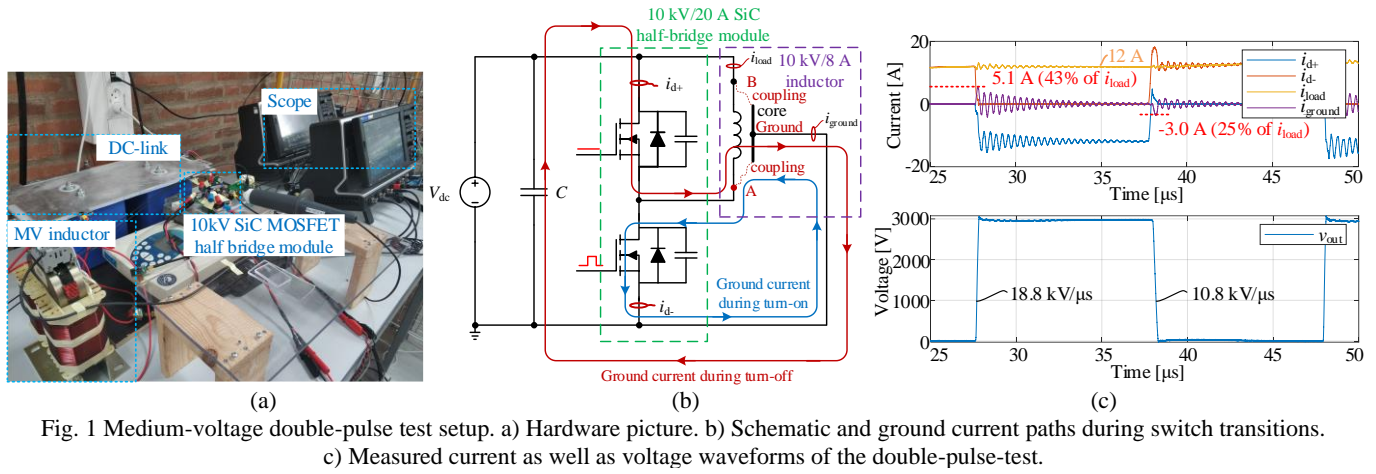 Scope
DC-link
10kV SiC MOSFET
half bridge module
MV inductor
(a)
10 kV/20 A SiC
half-bridge module
10 kV/8 A
inductor
i_load
B
i_d+
coupling
core
Ground
i_ground
coupling
A
V_dc
C
i_d-
Ground current
during turn-on
Ground current during turn-off
(b)
Current [A]
20
0
-20
12 A
5.1 A (43% of i_load)
-3.0 A (25% of i_load)
i_d+
i_d-
i_load
i_ground
25 30 35 40 45 50
Time [µs]
Voltage [V]
3000
2000
1000
0
18.8 kV/µs
10.8 kV/µs
v_out
25 30 35 40 45 50
Time [µs]
(c)
Fig. 1 Medium-voltage double-pulse test setup. a) Hardware picture. b) Schematic and ground current paths during switch transitions.
c) Measured current as well as voltage waveforms of the double-pulse-test.